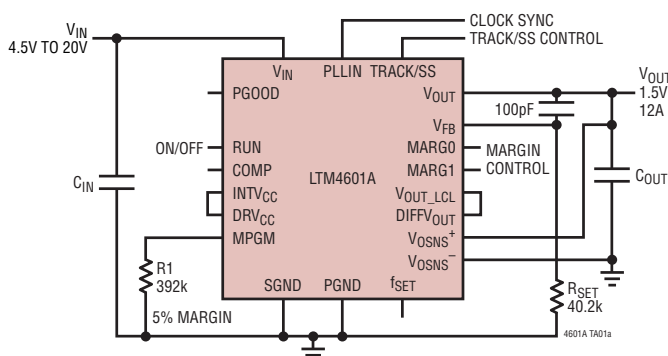 CLOCK SYNC
TRACK/SS CONTROL
VIN
4.5V TO 20V
VIN
PLLIN
TRACK/SS
PGOOD
VOUT
VOUT
1.5V
12A
100pF
VFB
ON/OFF
RUN
MARG0
MARGIN
CONTROL
COMP
LTM4601A
MARG1
CIN
INTVCC
VOUT_LCL
COUT
DRVCC
DIFFVOUT
MPGM
VOSNS+
VOSNS–
R1
392k
SGND
PGND
fSET
RSET
40.2k
5% MARGIN
4601A TA01a